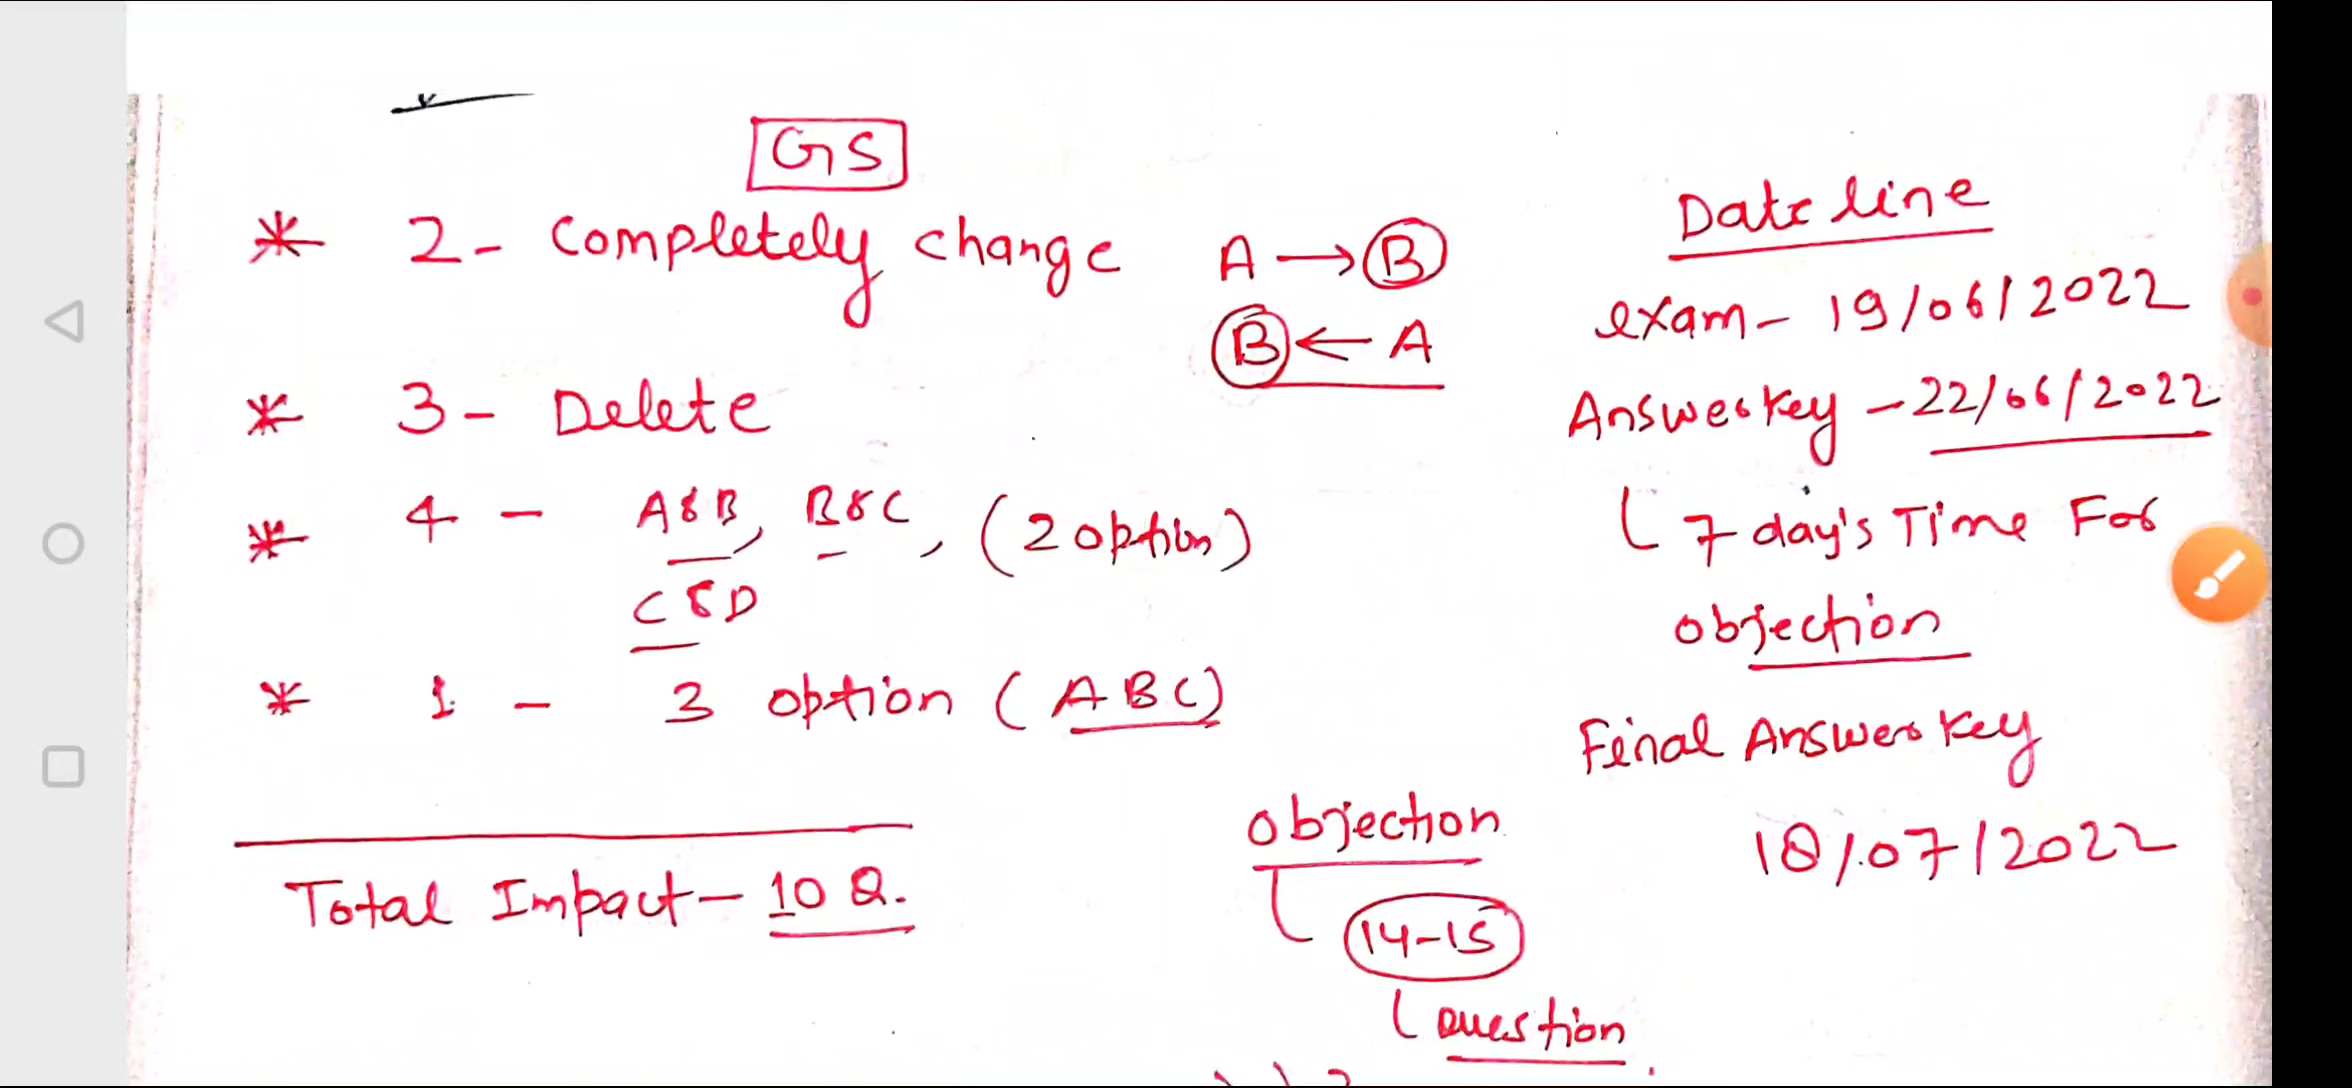 GS
* 2- Completely change A → B
B ← A
* 3- Delete
* 4 - A&B, B&C, (2 option)
C&D
* 1 - 3 option (ABC)
Total Impact - 10 Q.
objection
14-15
question
Date line
exam - 19/06/2022
Answer Key - 22/06/2022
7 day's Time For
objection
Final Answer Key
18/07/2022